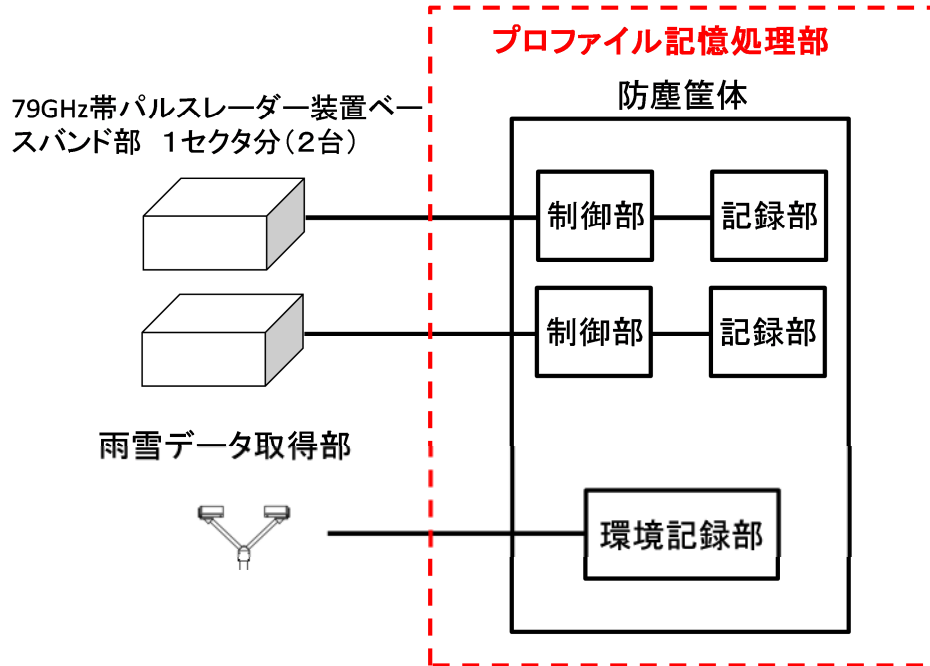 プロファイル記憶処理部
防塵筐体
79GHz帯パルスレーダー装置ベー
スバンド部　１セクタ分（２台）
制御部
記録部
制御部
記録部
雨雪データ取得部
環境記録部